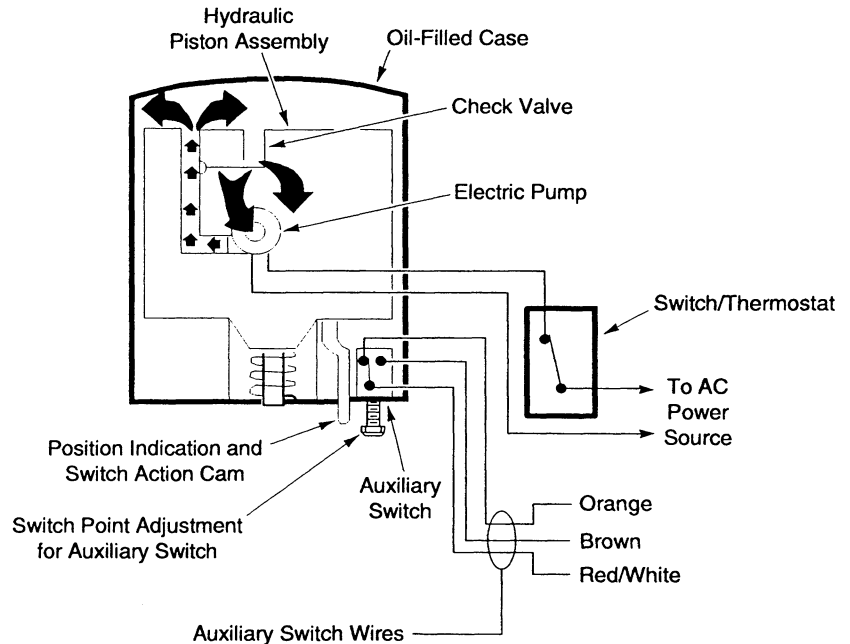 Hydraulic
Piston Assembly
Oil-Filled Case
Check Valve
Electric Pump
Switch/Thermostat
To AC
Power
Source
Position Indication and
Switch Action Cam
Auxiliary
Switch
Switch Point Adjustment
for Auxiliary Switch
Orange
Brown
Red/White
Auxiliary Switch Wires